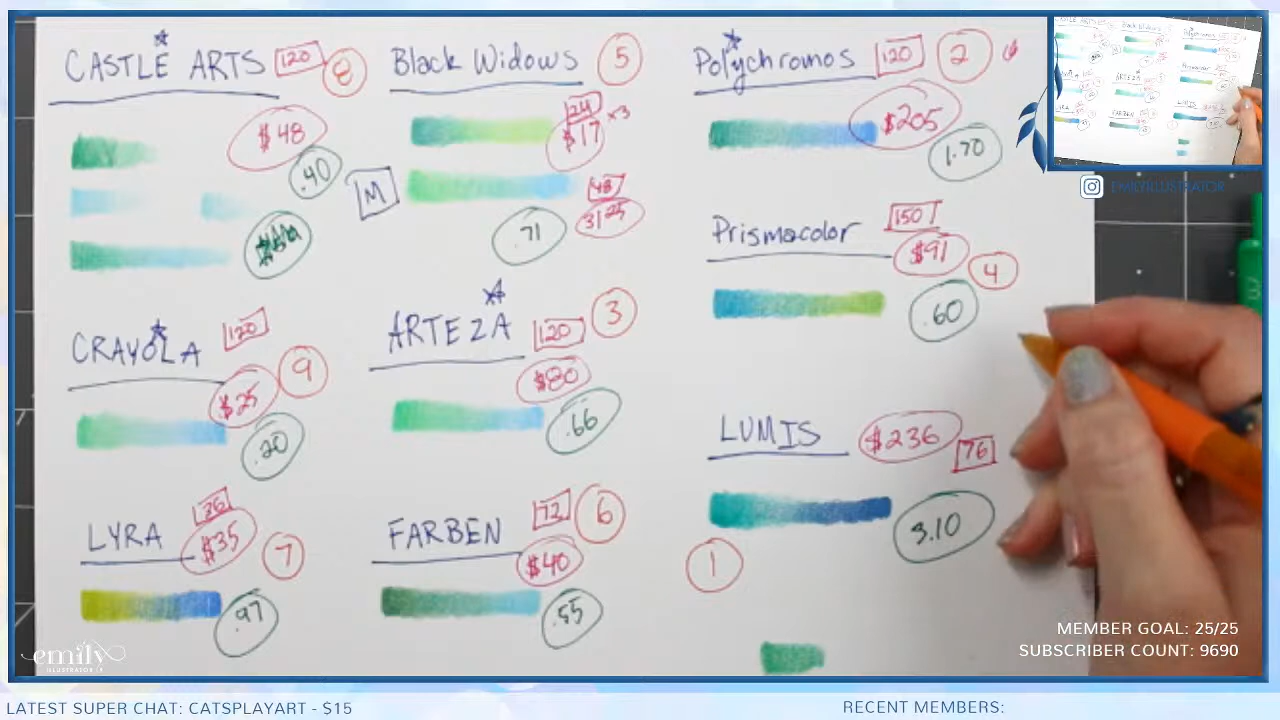 CASTLE ARTS 120 8
$48
.40
CRAYOLA 120
$25 9
.20
LYRA 36
$35 7
.97
Black Widows 5
24
$17 x3
M
48
31.25
.71
ARTEZA 120 3
$80
.66
FARBEN 72 6
$40
.55
Polychromos 120 2
$205
1.70
Prismacolor 150
$91 4
.60
LUMIS $236 76
3.10
1
EMILYILLUSTRATOR
emily
ILLUSTRATOR
MEMBER GOAL: 25/25
SUBSCRIBER COUNT: 9690
LATEST SUPER CHAT: CATSPLAYART - $15
RECENT MEMBERS: